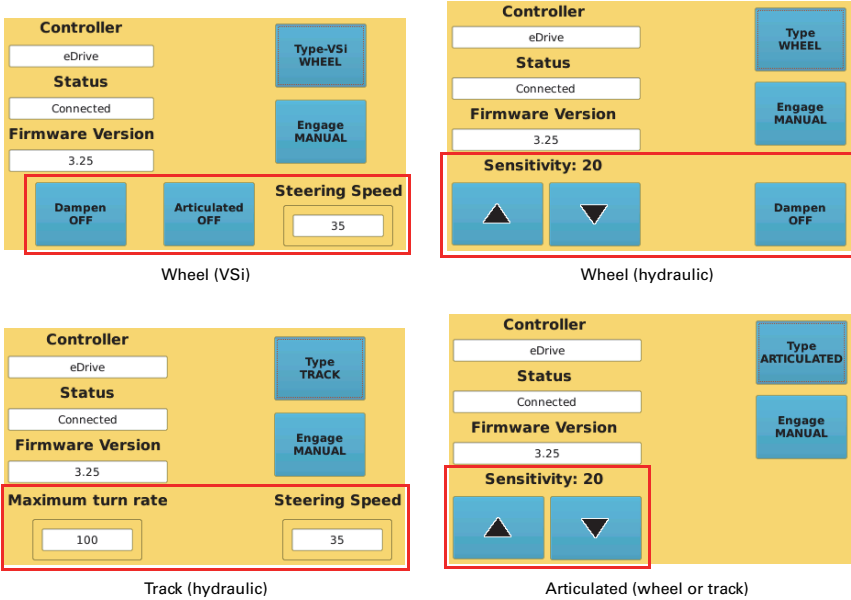 Controller
eDrive
Status
Connected
Firmware Version
3.25
Type-VSi
WHEEL
Engage
MANUAL
Dampen
OFF
Articulated
OFF
Steering Speed
35
Wheel (VSi)
Controller
eDrive
Status
Connected
Firmware Version
3.25
Type
WHEEL
Engage
MANUAL
Sensitivity: 20
Dampen
OFF
Wheel (hydraulic)
Controller
eDrive
Status
Connected
Firmware Version
3.25
Type
TRACK
Engage
MANUAL
Maximum turn rate
100
Steering Speed
35
Track (hydraulic)
Controller
eDrive
Status
Connected
Firmware Version
3.25
Type
ARTICULATED
Engage
MANUAL
Sensitivity: 20
Articulated (wheel or track)